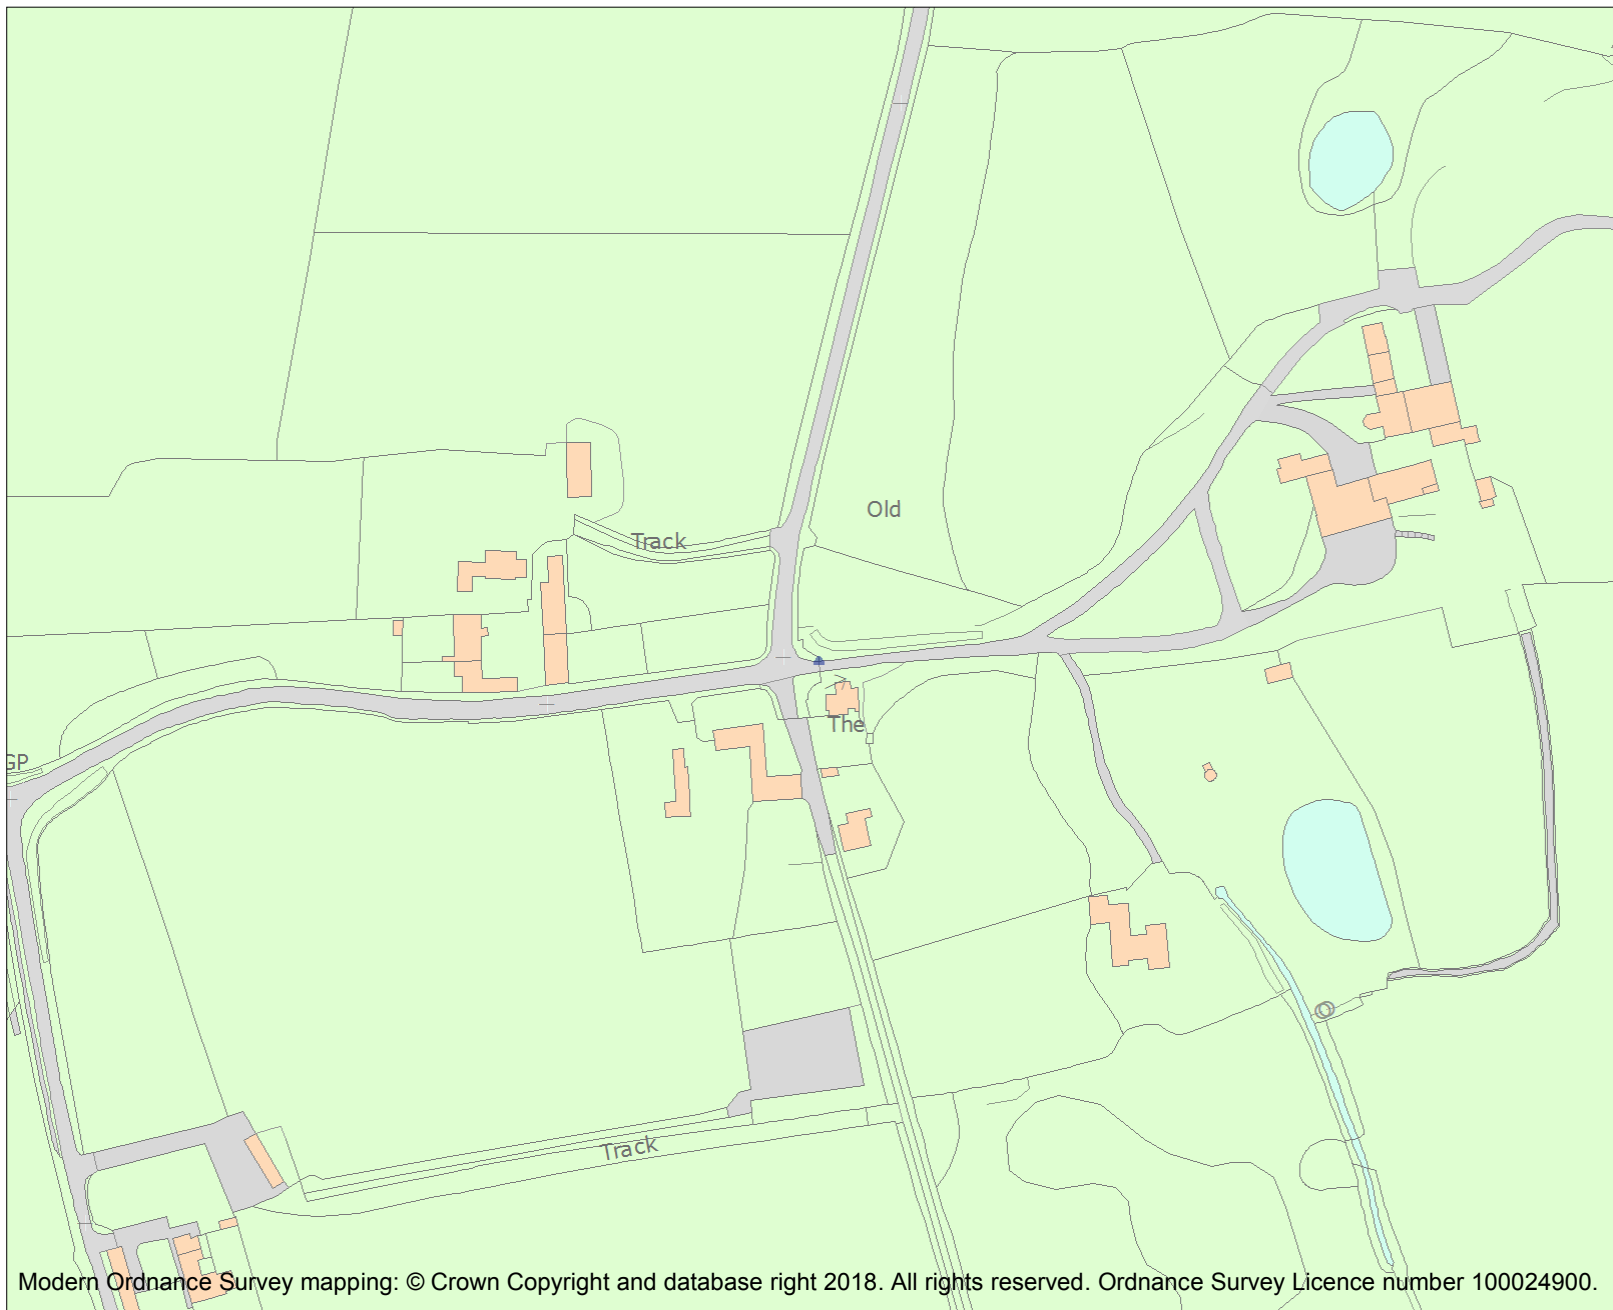 Old
Track
The
GP
Track
Modern Ordnance Survey mapping: © Crown Copyright and database right 2018. All rights reserved. Ordnance Survey Licence number 100024900.